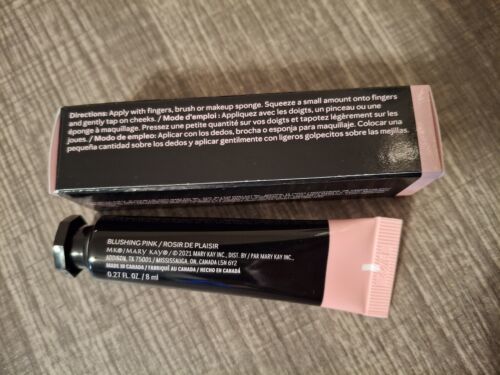 Directions: Apply with fingers, brush or makeup sponge. Squeeze a small amount onto fingers
and gently tap on cheeks. / Mode d'emploi : Appliquez avec les doigts, un pinceau ou une
éponge à maquillage. Pressez une petite quantité sur vos doigts et tapotez légèrement sur les
joues. / Modo de empleo: Aplicar con los dedos, brocha o esponja para maquillaje. Colocar una
pequeña cantidad sobre los dedos y aplicar gentilmente con ligeros golpecitos sobre las mejillas.
BLUSHING PINK / ROSIR DE PLAISIR
MK®/MARY KAY® / © 2021 MARY KAY INC., DIST. BY / PAR MARY KAY INC.,
ADDISON, TX 75001 / MISSISSAUGA, ON, CANADA L5N 6Y2
MADE IN CANADA / FABRIQUÉ AU CANADA / HECHO EN CANADÁ
0.27 FL. OZ. / 8 ml